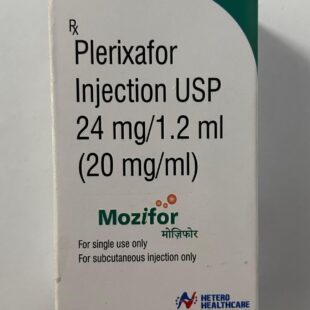 Rx
Plerixafor
Injection USP
24 mg/1.2 ml
(20 mg/ml)
Mozifor
मोज़िफोर
For single use only
For subcutaneous injection only
HETERO
HEALTHCARE